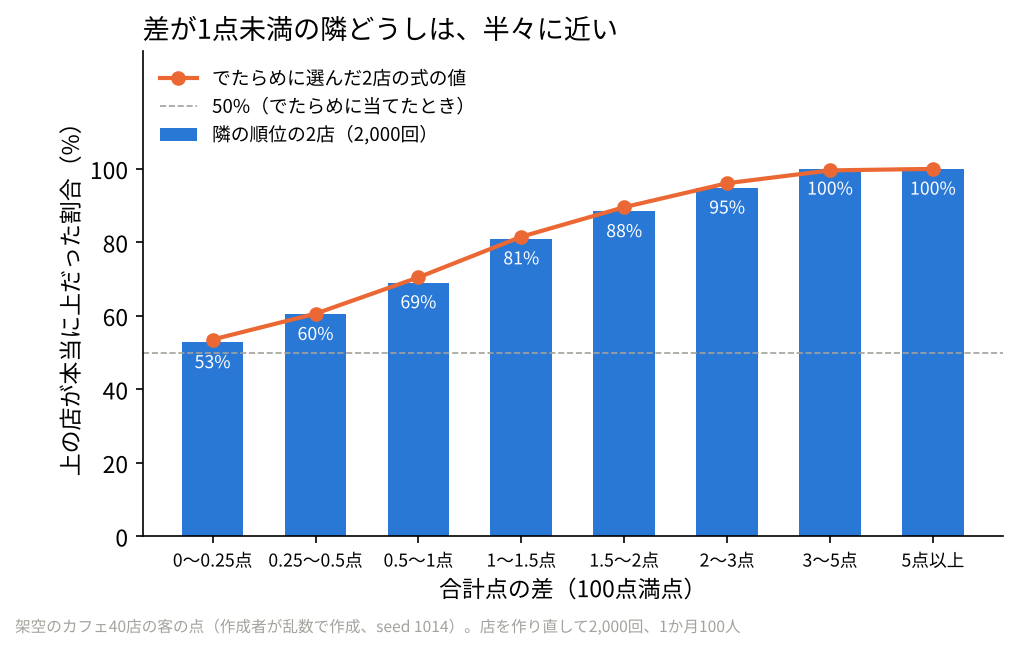 差が1点未満の隣どうしは、半々に近い
でたらめに選んだ2店の式の値
50%（でたらめに当てたとき）
隣の順位の2店（2,000回）
上の店が本当に上だった割合（%）
100
80
60
40
20
0
53%
60%
69%
81%
88%
95%
100%
100%
0〜0.25点
0.25〜0.5点
0.5〜1点
1〜1.5点
1.5〜2点
2〜3点
3〜5点
5点以上
合計点の差（100点満点）
架空のカフェ40店の客の点（作成者が乱数で作成、seed 1014）。店を作り直して2,000回、1か月100人